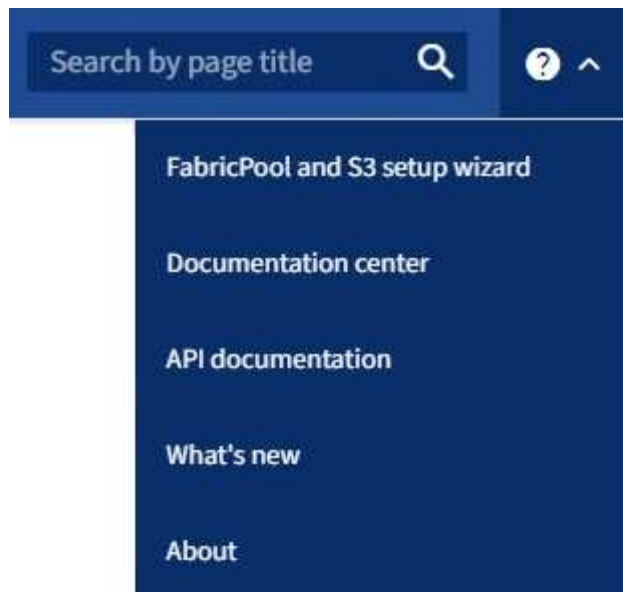 Search by page title
FabricPool and S3 setup wizard
Documentation center
API documentation
What's new
About